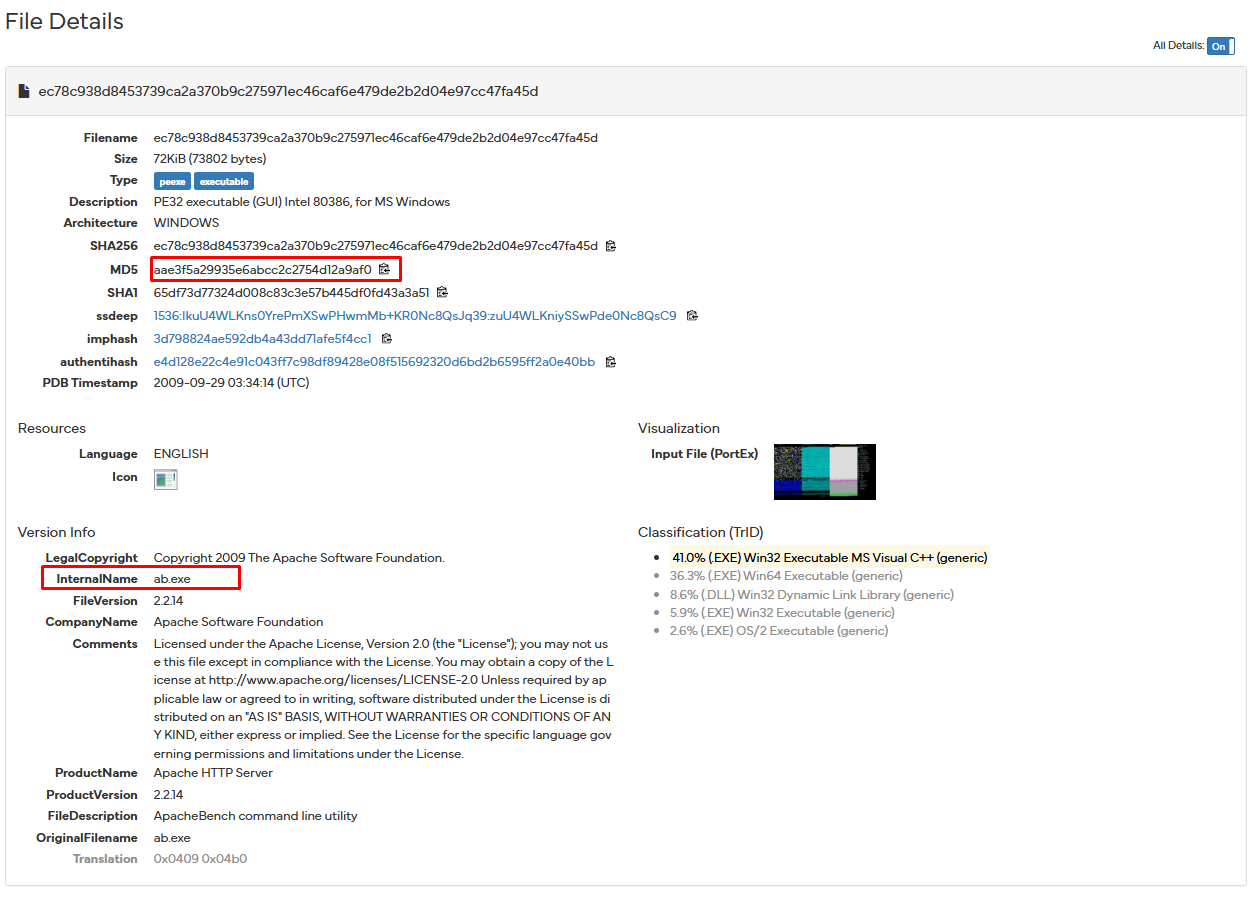 File Details
All Details: On
ec78c938d8453739ca2a370b9c275971ec46caf6e479de2b2d04e97cc47fa45d
Filename ec78c938d8453739ca2a370b9c275971ec46caf6e479de2b2d04e97cc47fa45d
Size 72KiB (73802 bytes)
Type peexe executable
Description PE32 executable (GUI) Intel 80386, for MS Windows
Architecture WINDOWS
SHA256 ec78c938d8453739ca2a370b9c275971ec46caf6e479de2b2d04e97cc47fa45d
MD5 aae3f5a29935e6abcc2c2754d12a9af0
SHA1 65df73d77324d008c83c3e57b445df0fd43a3a51
ssdeep 1536:IkuU4WLKns0YrePmXSwPHwmMb+KR0Nc8QsJq39:zuU4WLKniySSwPde0Nc8QsC9
imphash 3d798824ae592db4a43dd71afe5f4cc1
authentihash e4d128e22c4e91c043ff7c98df89428e08f515692320d6bd2b6595ff2a0e40bb
PDB Timestamp 2009-09-29 03:34:14 (UTC)
Resources
Language ENGLISH
Icon
Visualization
Input File (PortEx)
Version Info
LegalCopyright Copyright 2009 The Apache Software Foundation.
InternalName ab.exe
FileVersion 2.2.14
CompanyName Apache Software Foundation
Comments Licensed under the Apache License, Version 2.0 (the "License"); you may not us
e this file except in compliance with the License. You may obtain a copy of the L
icense at http://www.apache.org/licenses/LICENSE-2.0 Unless required by ap
plicable law or agreed to in writing, software distributed under the License is di
stributed on an "AS IS" BASIS, WITHOUT WARRANTIES OR CONDITIONS OF AN
Y KIND, either express or implied. See the License for the specific language gov
erning permissions and limitations under the License.
ProductName Apache HTTP Server
ProductVersion 2.2.14
FileDescription ApacheBench command line utility
OriginalFilename ab.exe
Translation 0x0409 0x04b0
Classification (TrID)
41.0% (.EXE) Win32 Executable MS Visual C++ (generic)
36.3% (.EXE) Win64 Executable (generic)
8.6% (.DLL) Win32 Dynamic Link Library (generic)
5.9% (.EXE) Win32 Executable (generic)
2.6% (.EXE) OS/2 Executable (generic)